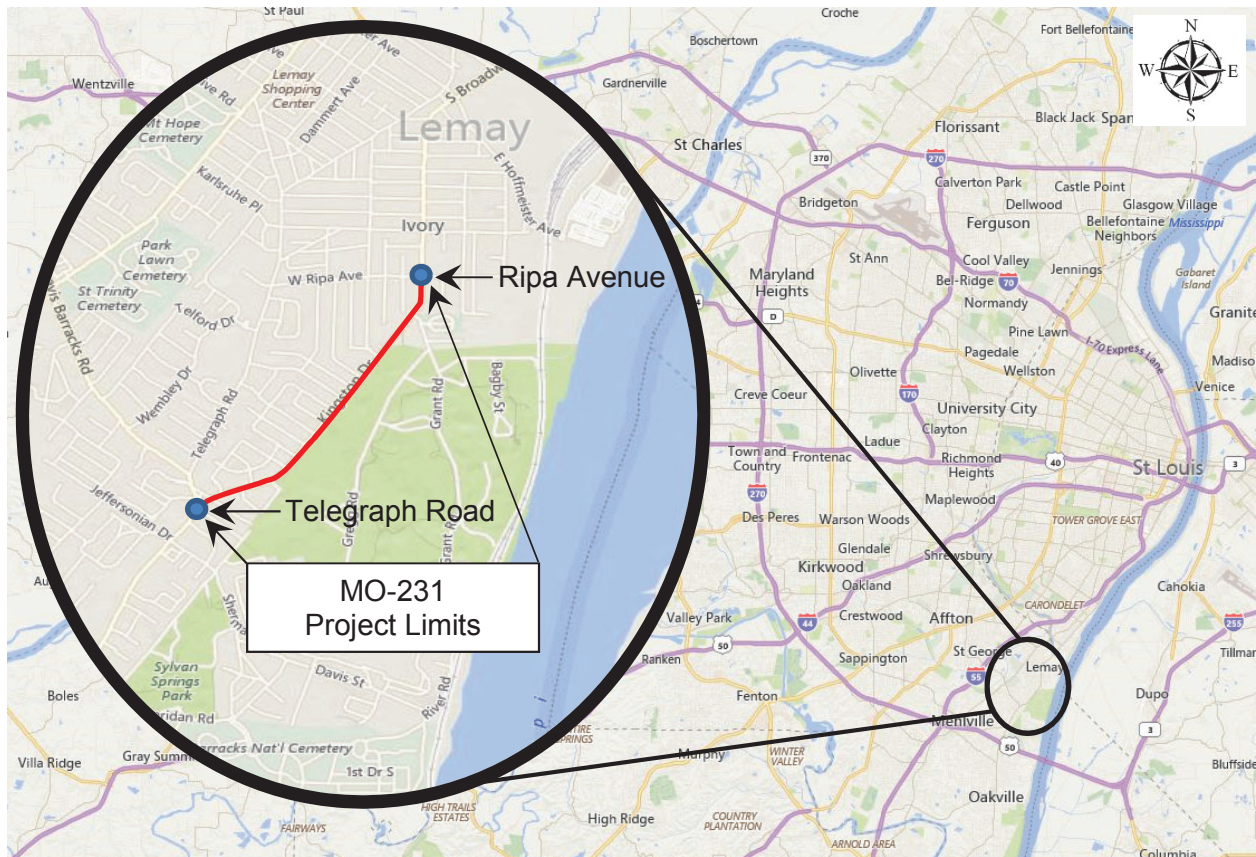 St Paul
Croche
Fort Bellefontaine
Boschertown
N
W
E
S
Wentzville
Gardnerville
Lemay
Shopping
Center
Dammert Ave
S Broadw
Lemay
Mt Hope
Cemetery
Karlsruhe Pl
E Hoffmeister Ave
Ivory
Park
Lawn
Cemetery
St Trinity
Cemetery
W Ripa Ave
Ripa Avenue
Telford Dr
Wembley Dr
Telegraph Rd
Kingston Dr
Grant Rd
Bagby St
Jeffersonian Dr
Telegraph Road
MO-231
Project Limits
Sylvan
Springs
Park
Davis St
River Rd
Boles
Villa Ridge
Gray Summ
1st Dr S
HIGH TRAILS
ESTATES
FAIRWAYS
St Charles
370
Florissant
270
Black Jack
Span
Calverton Park
Castle Point
Dellwood
Glasgow Village
Bridgeton
Ferguson
Bellefontaine
Neighbors
Mississippi
St Ann
Cool Valley
Jennings
Bel-Ridge
70
Normandy
Gabaret
Island
Maryland
Heights
D
Granite
Pine Lawn
Pagedale
I-70 Express Lane
Wellston
Olivette
Madiso
Venice
Creve Coeur
170
University City
Clayton
Ladue
Town and
Country
Frontenac
Richmond
Heights
40
St Louis
3
270
Maplewood
Des Peres
Warson Woods
TOWER GROVE EAST
Glendale
Shrewsbury
Kirkwood
Oakland
Cahokia
CARONDELET
Valley Park
44
Crestwood
Affton
255
50
Ranken
Sappington
St George
Lemay
Tillman
55
Fenton
Dupo
Mehlville
50
3
Murphy
WINTER
VALLEY
Bluffside
Oakville
High Ridge
COUNTRY
PLANTATION
ARNOLD AREA
Columbia